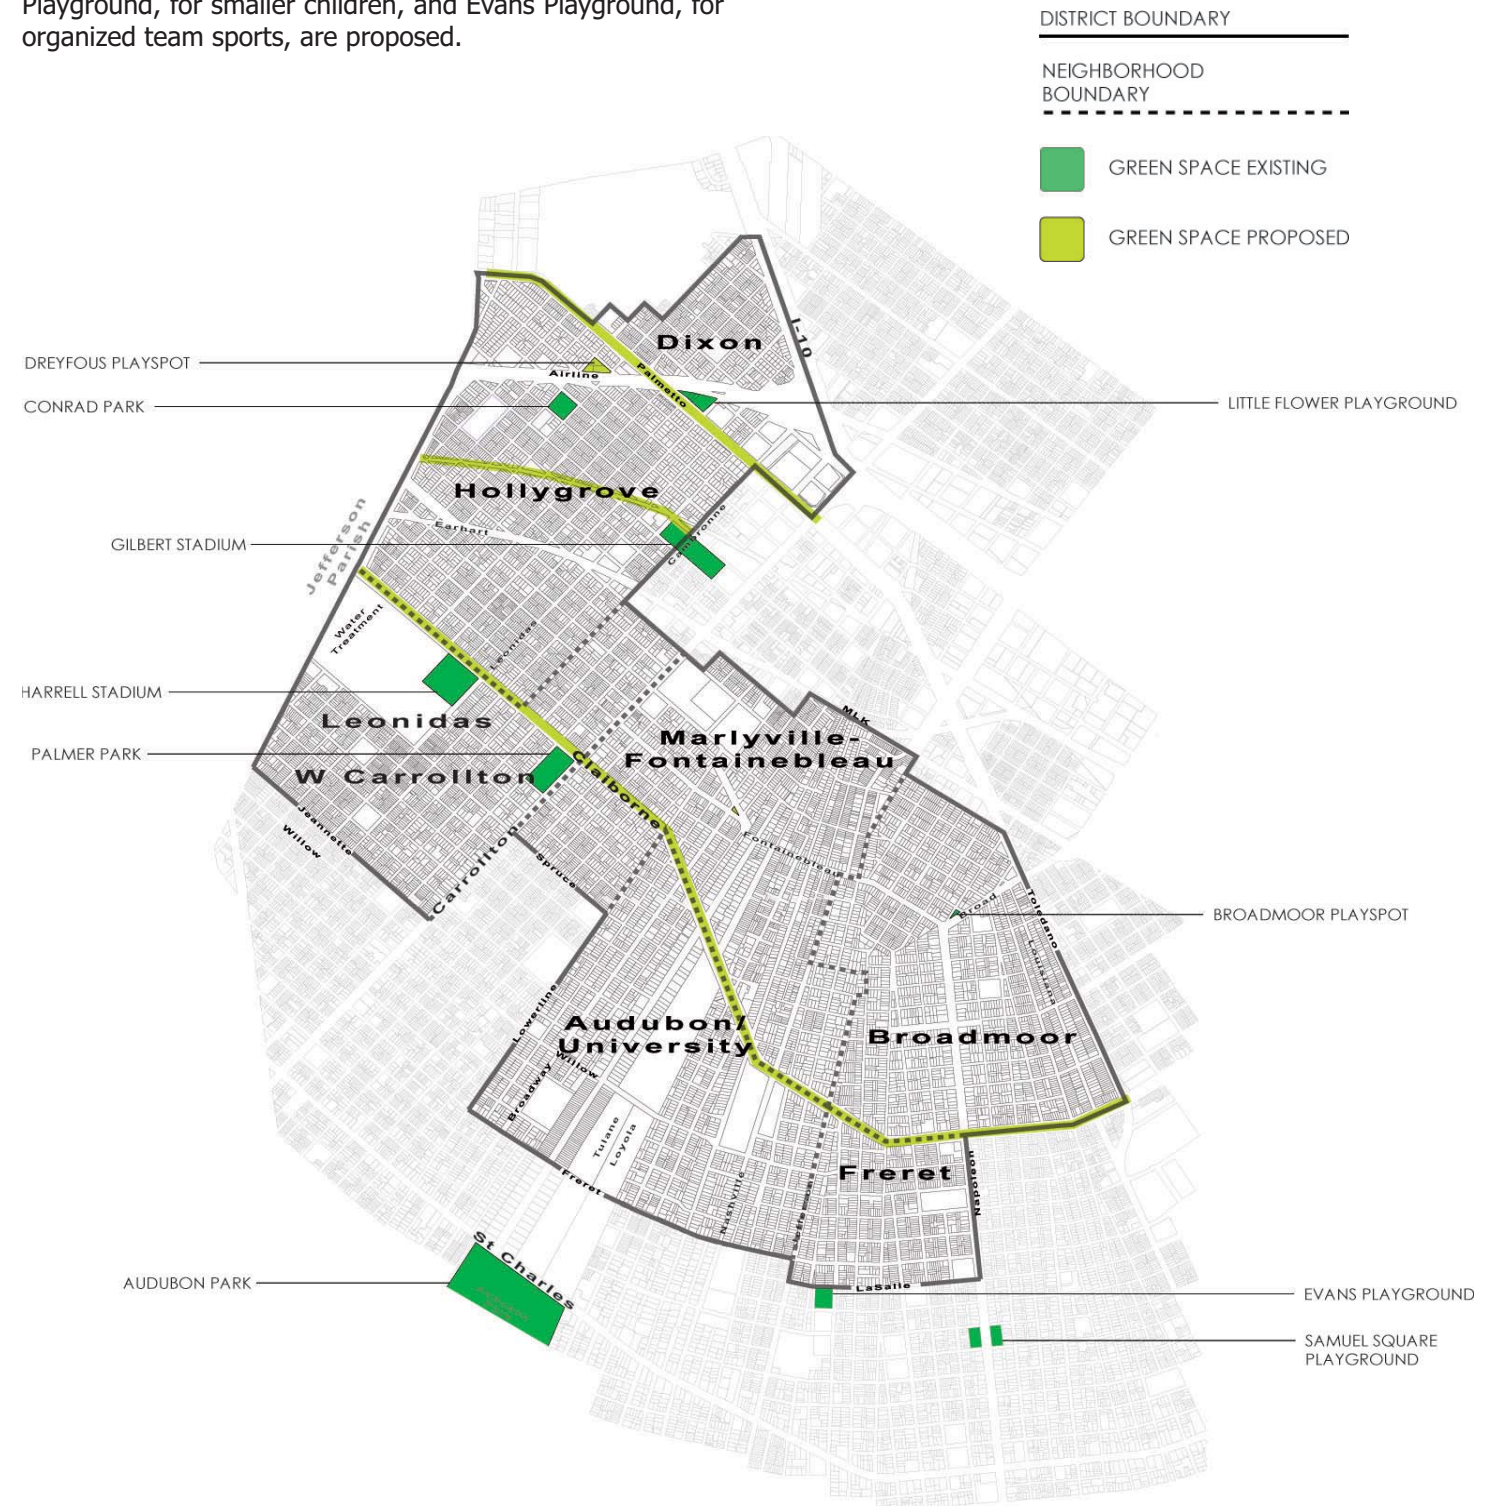 Playground, for smaller children, and Evans Playground, for
organized team sports, are proposed.
DISTRICT BOUNDARY
NEIGHBORHOOD
BOUNDARY
GREEN SPACE EXISTING
GREEN SPACE PROPOSED
I-10
Dixon
DREYFOUS PLAYSPOT
Airline
Palmetto
CONRAD PARK
LITTLE FLOWER PLAYGROUND
Hollygrove
Jefferson
Parish
Earhart
Carrollton
GILBERT STADIUM
Water
Treatment
Leonidas
HARRELL STADIUM
Leonidas
MLK
Marlyville-
Fontainebleau
PALMER PARK
W Carrollton
Claiborne
Jeannette
Willow
Fontainebleau
Spruce
Broad
Toledano
BROADMOOR PLAYSPOT
Louisiana
Lowerline
Audubon/
University
Broadmoor
Willow
Broadway
Tulane
Loyola
Freret
Freret
Napoleon
Nashville
St Charles
AUDUBON PARK
LaSalle
EVANS PLAYGROUND
SAMUEL SQUARE
PLAYGROUND